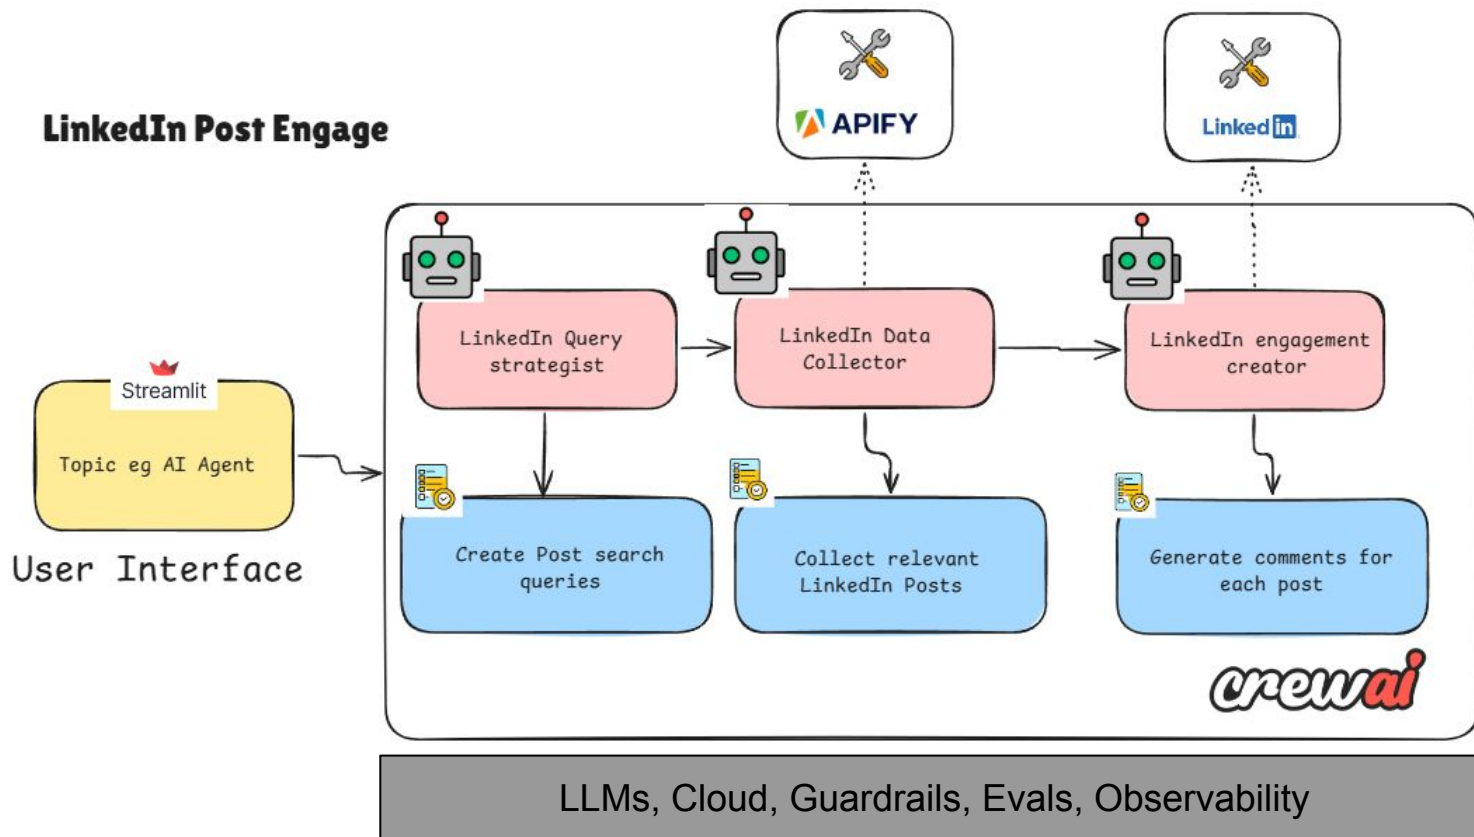 LinkedIn Post Engage
APIFY
Linked in
LinkedIn Query
strategist
LinkedIn Data
Collector
LinkedIn engagement
creator
Streamlit
Topic eg AI Agent
User Interface
Create Post search
queries
Collect relevant
LinkedIn Posts
Generate comments for
each post
crewai
LLMs, Cloud, Guardrails, Evals, Observability